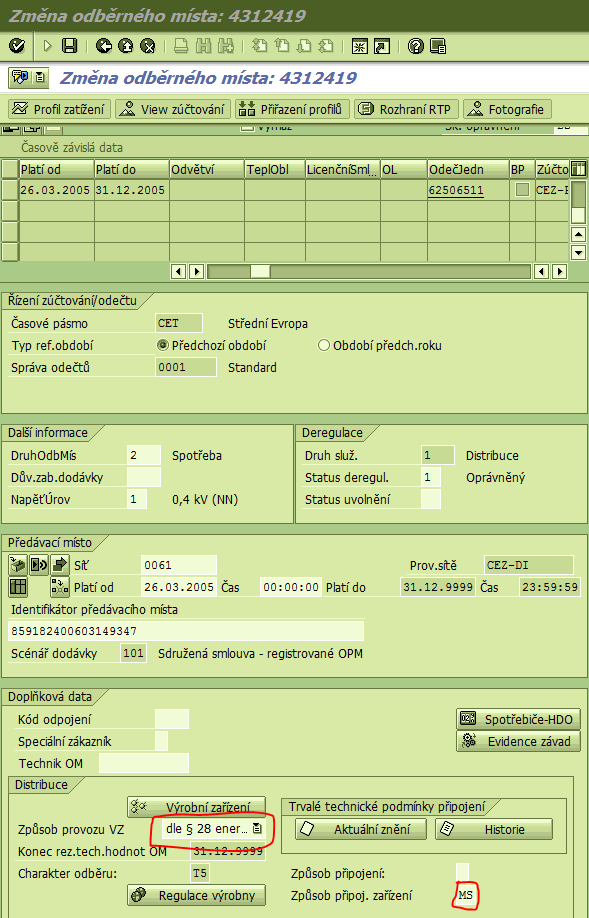 Změna odběrného místa: 4312419
Změna odběrného místa: 4312419
Profil zatížení View zúčtování Přiřazení profilů Rozhraní RTP Fotografie
Časově závislá data
Platí od Platí do Odvětví TeplObl LicenčníSml... OL OdečJedn BP Zúčto
26.03.2005 31.12.2005 62506511 CEZ-D
Řízení zúčtování/odečtu
Časové pásmo CET Střední Evropa
Typ ref.období Předchozí období Období předch.roku
Správa odečtů 0001 Standard
Další informace Deregulace
DruhOdbMís 2 Spotřeba Druh služ. 1 Distribuce
Dův.zab.dodávky Status deregul. 1 Oprávněný
NapěťÚrov 1 0,4 kV (NN) Status uvolnění
Předávací místo
Síť 0061 Prov.sítě CEZ-DI
Platí od 26.03.2005 Čas 00:00:00 Platí do 31.12.9999 Čas 23:59:59
Identifikátor předávacího místa
859182400603149347
Scénář dodávky 101 Sdružená smlouva - registrované OPM
Doplňková data
Kód odpojení Spotřebiče-HDO
Speciální zákazník Evidence závad
Technik OM
Distribuce
Výrobní zařízení Trvalé technické podmínky připojení
Způsob provozu VZ dle § 28 ener... Aktuální znění Historie
Konec rez.tech.hodnot OM 31.12.9999
Charakter odběru: T5 Způsob připojení:
Regulace výrobny Způsob připoj. zařízení MS